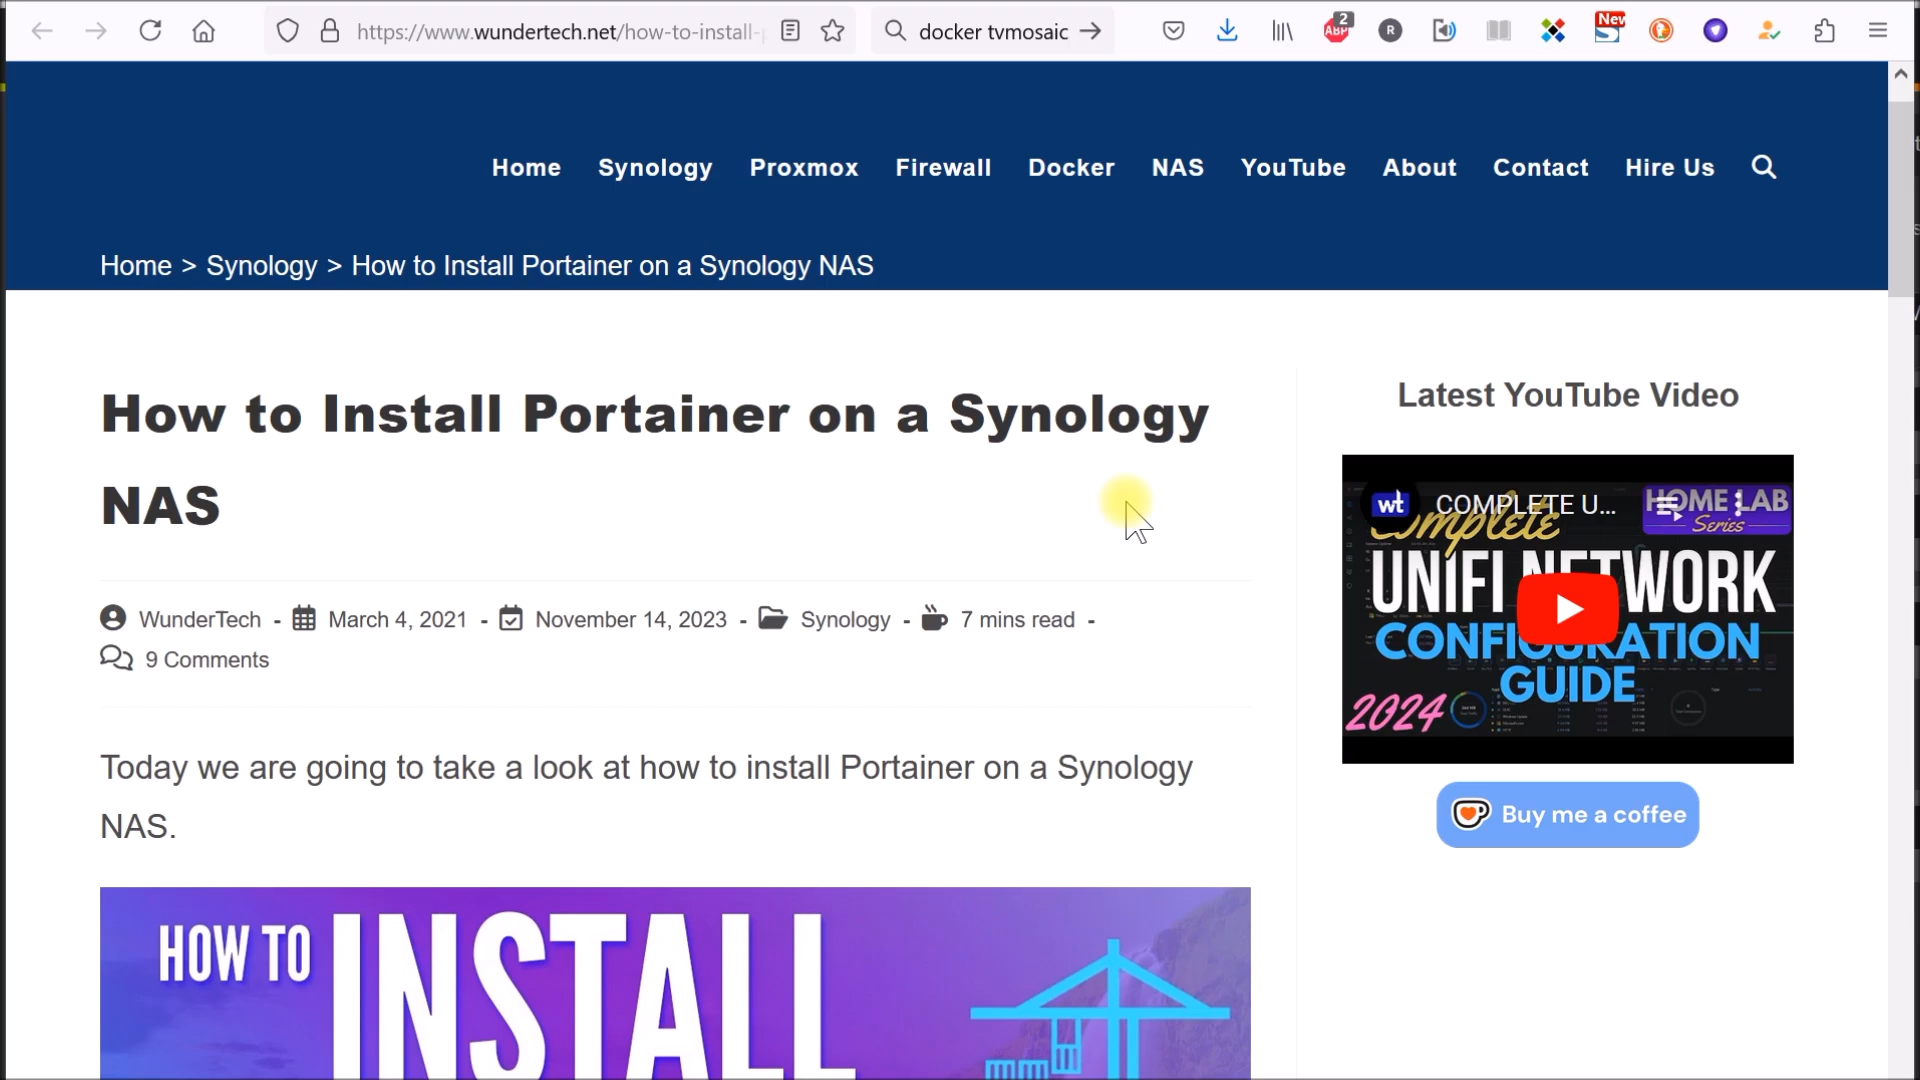 https://www.wundertech.net/how-to-install-
docker tvmosaic
2
ABP
R
New
Home Synology Proxmox Firewall Docker NAS YouTube About Contact Hire Us
Home > Synology > How to Install Portainer on a Synology NAS
How to Install Portainer on a Synology
NAS
WunderTech - March 4, 2021 - November 14, 2023 - Synology - 7 mins read -
9 Comments
Today we are going to take a look at how to install Portainer on a Synology
NAS.
HOW TO INSTALL
Latest YouTube Video
wt COMPLETE U...
HOME LAB
Series
Complete
UNIFI NETWORK
CONFIGURATION
GUIDE
2024
Buy me a coffee